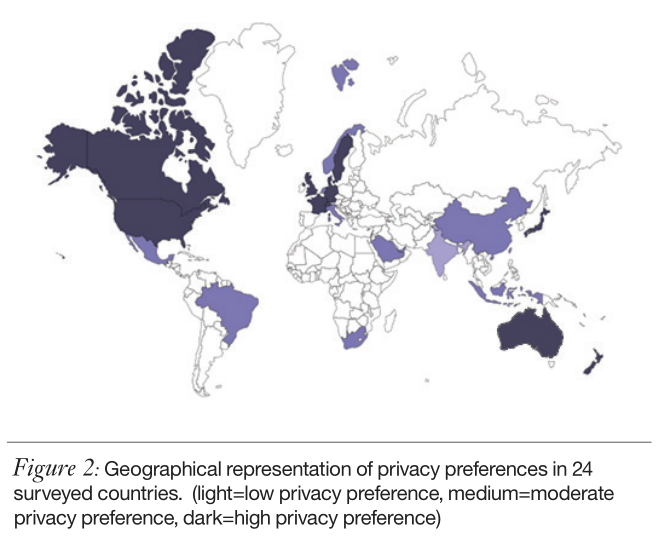 Figure 2: Geographical representation of privacy preferences in 24
surveyed countries.  (light=low privacy preference, medium=moderate
privacy preference, dark=high privacy preference)